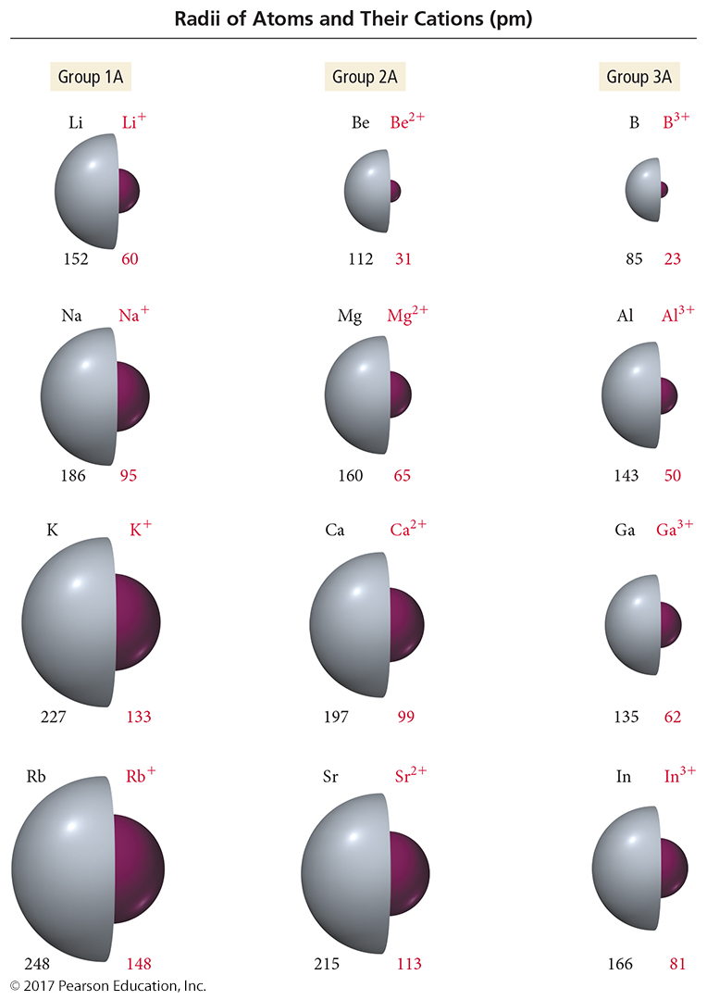 Radii of Atoms and Their Cations (pm)
Group 1A Group 2A Group 3A
Li Li⁺ Be Be²⁺ B B³⁺
152 60 112 31 85 23
Na Na⁺ Mg Mg²⁺ Al Al³⁺
186 95 160 65 143 50
K K⁺ Ca Ca²⁺ Ga Ga³⁺
227 133 197 99 135 62
Rb Rb⁺ Sr Sr²⁺ In In³⁺
248 148 215 113 166 81
© 2017 Pearson Education, Inc.